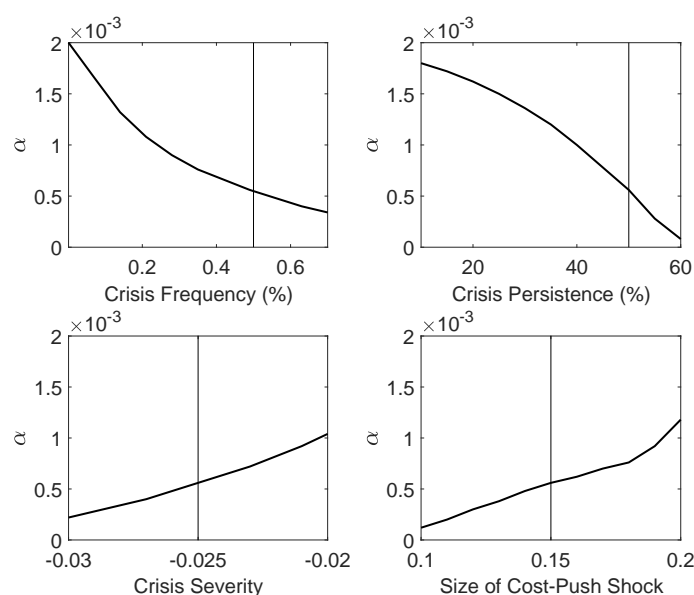 ×10⁻³
2
1.5
1
0.5
0
α
0.2 0.4 0.6
Crisis Frequency (%)
×10⁻³
2
1.5
1
0.5
0
α
20 40 60
Crisis Persistence (%)
×10⁻³
2
1.5
1
0.5
0
α
-0.03 -0.025 -0.02
Crisis Severity
×10⁻³
2
1.5
1
0.5
0
α
0.1 0.15 0.2
Size of Cost-Push Shock